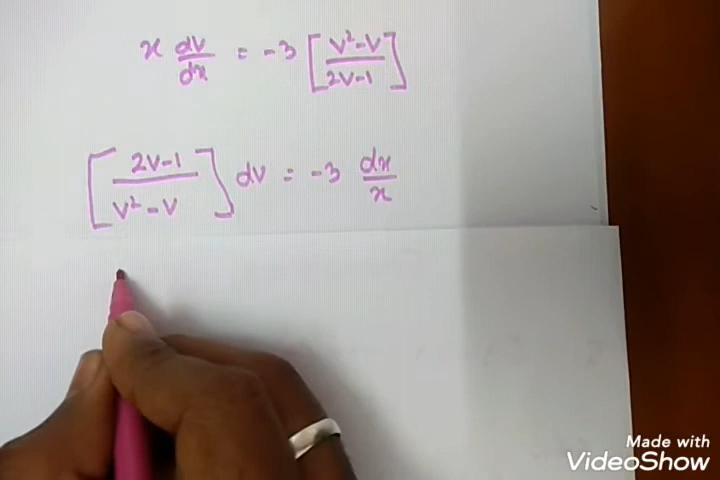 x dv/dx = -3 [v²-v / 2v-1]
[2v-1 / v²-v] dv = -3 dx/x
Made with
VideoShow